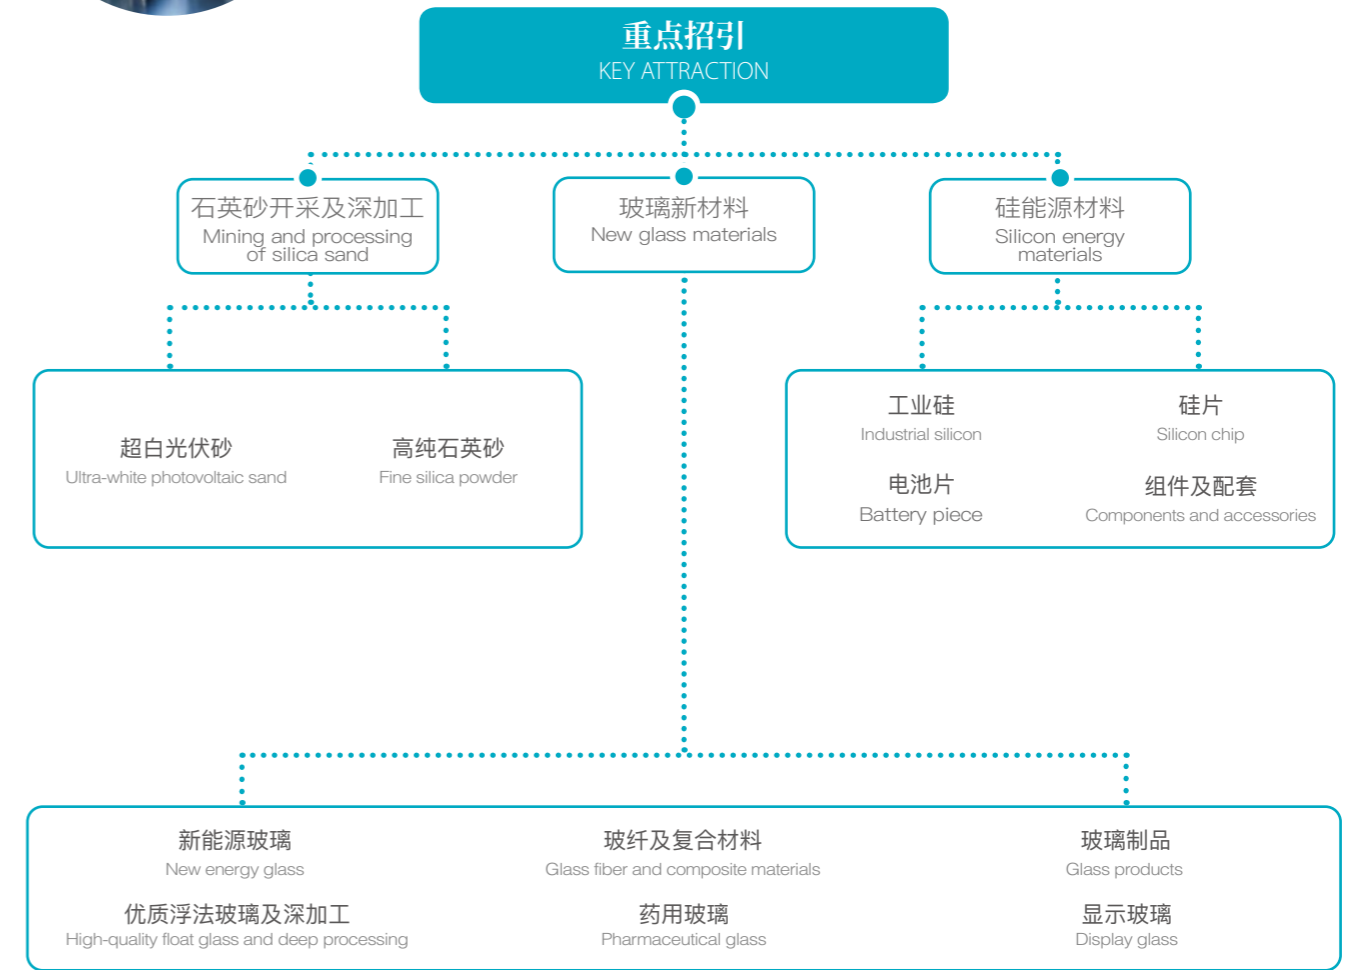 重点招引
KEY ATTRACTION
石英砂开采及深加工
Mining and processing
of silica sand
玻璃新材料
New glass materials
硅能源材料
Silicon energy
materials
超白光伏砂
Ultra-white photovoltaic sand
高纯石英砂
Fine silica powder
工业硅
Industrial silicon
硅片
Silicon chip
电池片
Battery piece
组件及配套
Components and accessories
新能源玻璃
New energy glass
玻纤及复合材料
Glass fiber and composite materials
玻璃制品
Glass products
优质浮法玻璃及深加工
High-quality float glass and deep processing
药用玻璃
Pharmaceutical glass
显示玻璃
Display glass